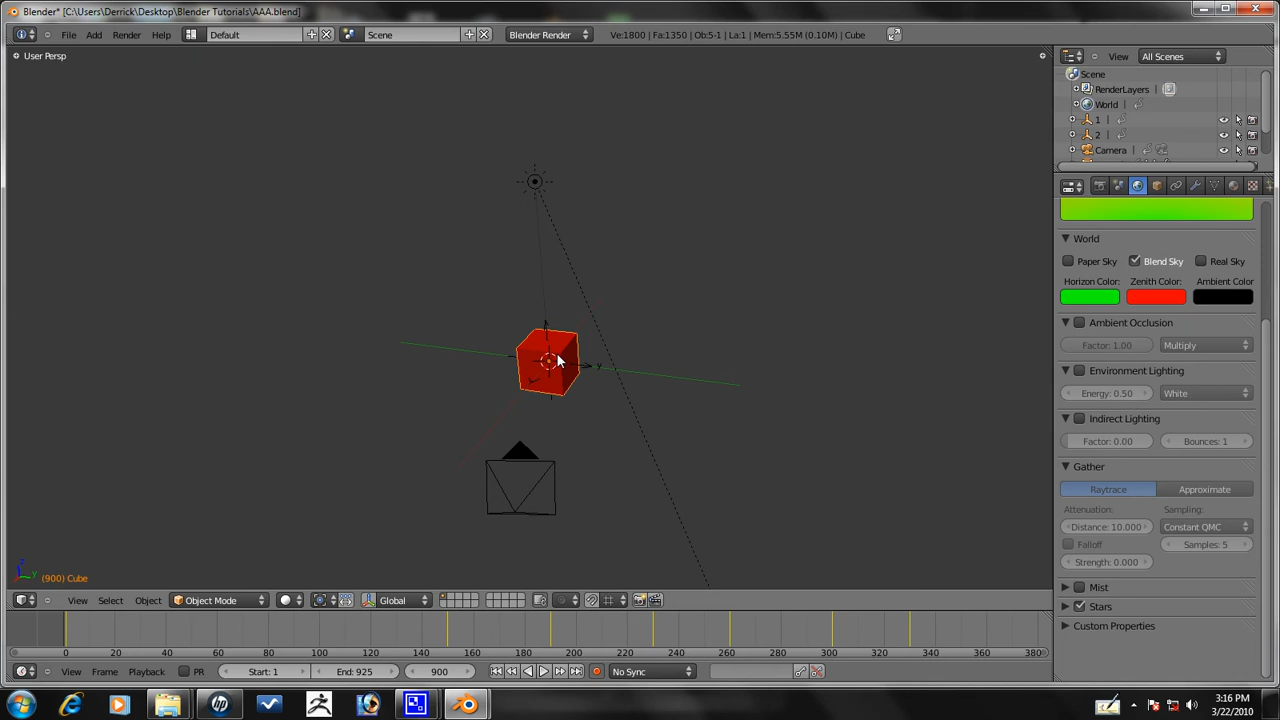 Blender* [C:\Users\Derrick\Desktop\Blender Tutorials\AAA.blend]
File Add Render Help Default Scene Blender Render Ve:1800 | Fa:1350 | Ob:5-1 | La:1 | Mem:5.55M (0.10M) | Cube
User Persp
View All Scenes
Scene
RenderLayers
World
1
2
Camera
World
Paper Sky Blend Sky Real Sky
Horizon Color: Zenith Color: Ambient Color
Ambient Occlusion
Factor: 1.00 Multiply
Environment Lighting
Energy: 0.50 White
Indirect Lighting
Factor: 0.00 Bounces: 1
Gather
Raytrace Approximate
Attenuation: Sampling:
Distance: 10.000 Constant QMC
Falloff Samples: 5
Strength: 0.000
Mist
Stars
Custom Properties
y
z
y
(900) Cube
View Select Object Object Mode Global
0 20 40 60 80 100 120 140 160 180 200 220 240 260 280 300 320 340 360 380
View Frame Playback PR Start: 1 End: 925 900 No Sync
3:16 PM
3/22/2010